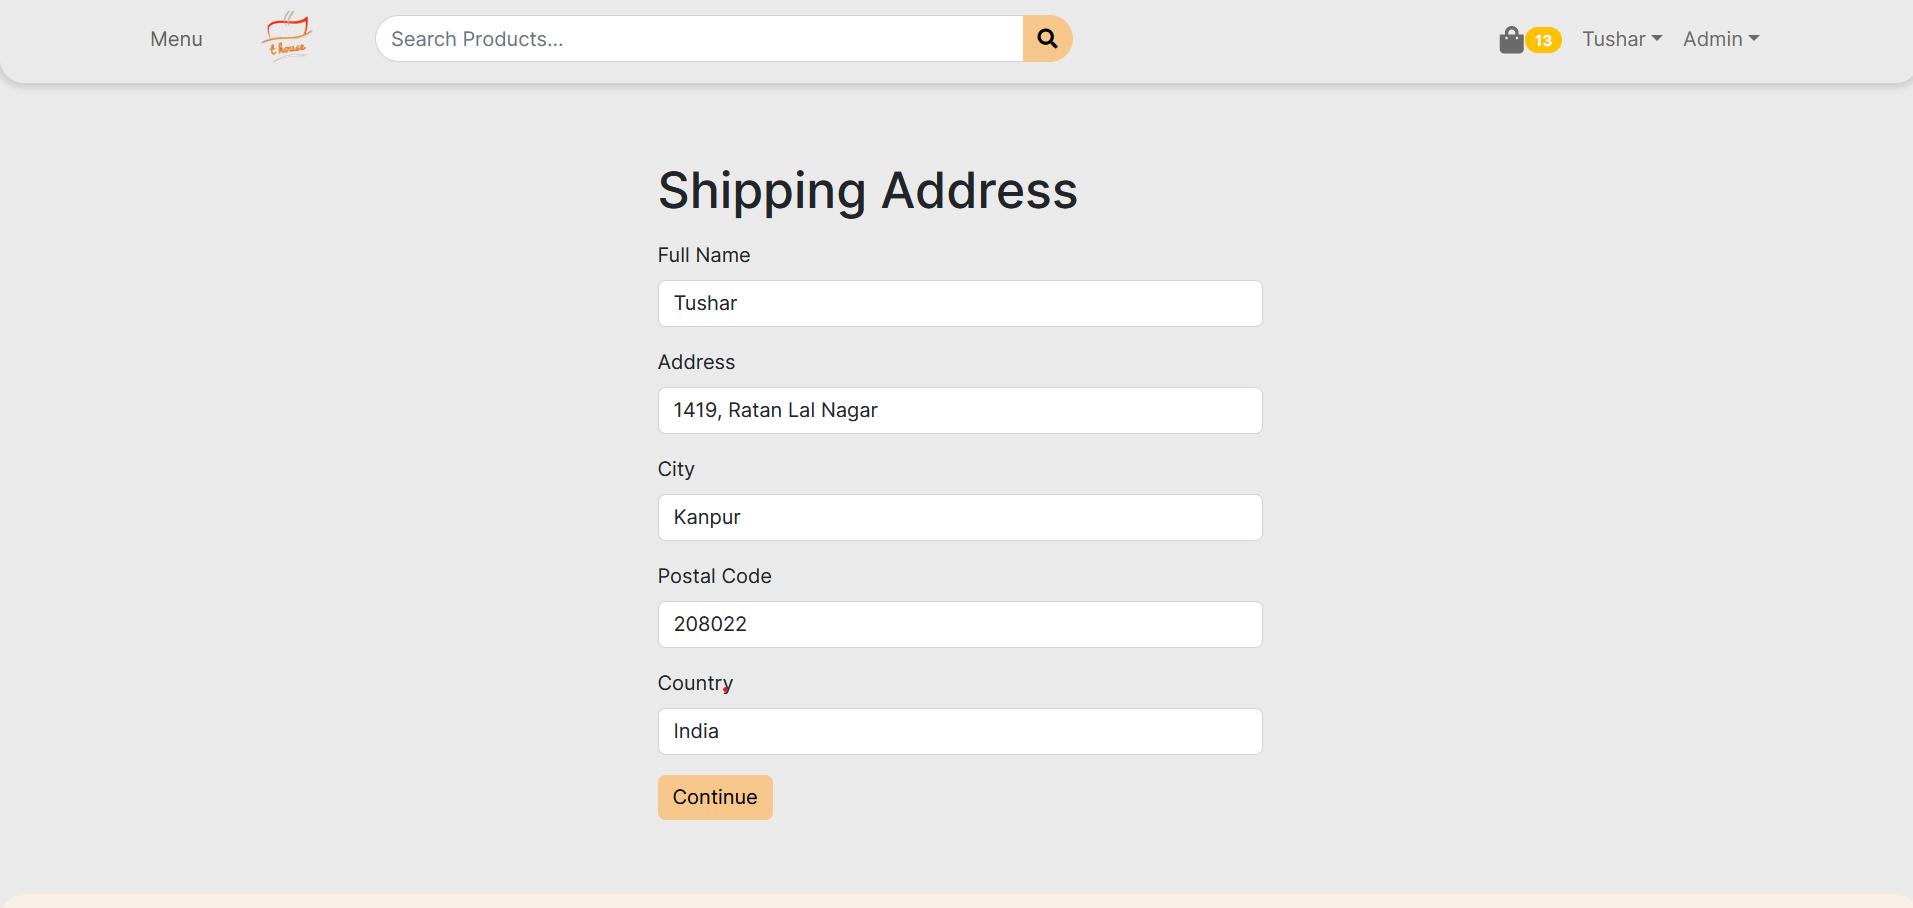 Menu
t house
Search Products...
13
Tushar
Admin
Shipping Address
Full Name
Tushar
Address
1419, Ratan Lal Nagar
City
Kanpur
Postal Code
208022
Country
India
Continue